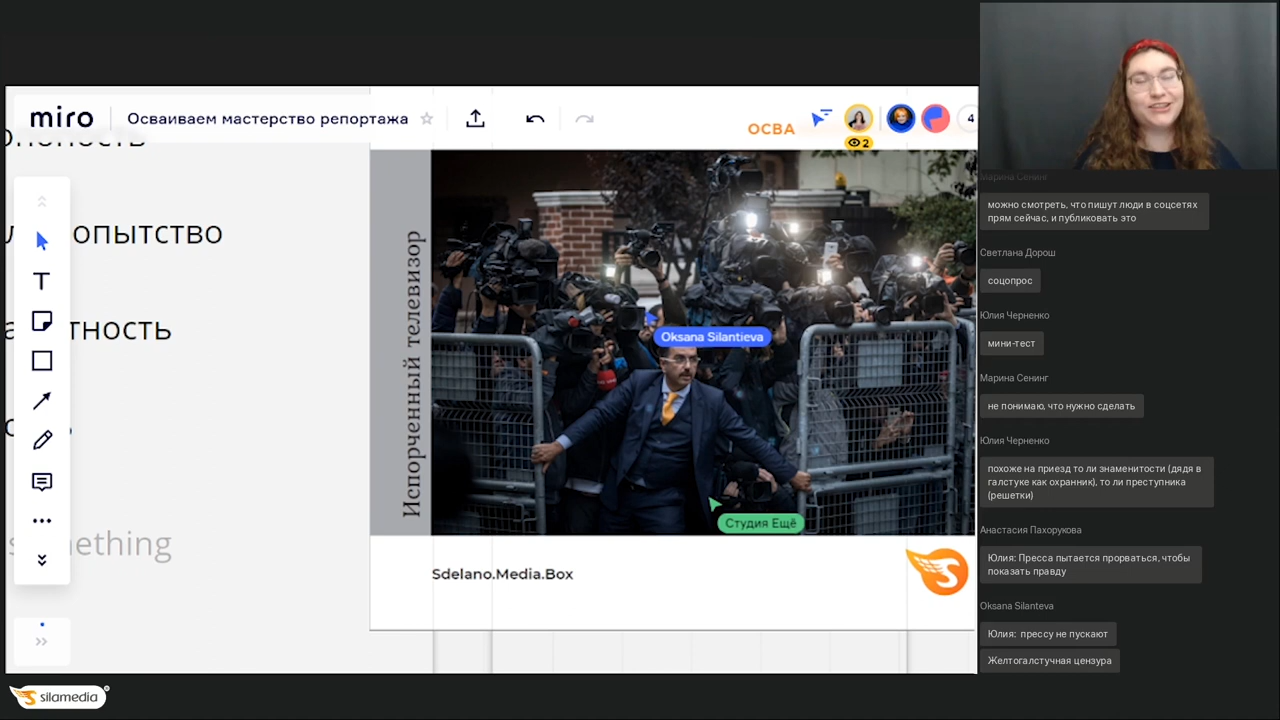 miro
Осваиваем мастерство репортажа
ОСВА
2
4
опытство
тность
something
Испорченный телевизор
Oksana Silantieva
Студия Ещё
Sdelano.Media.Box
silamedia
Марина Сенинг
можно смотреть, что пишут люди в соцсетях
прям сейчас, и публиковать это
Светлана Дорош
соцопрос
Юлия Черненко
мини-тест
Марина Сенинг
не понимаю, что нужно сделать
Юлия Черненко
похоже на приезд то ли знаменитости (дядя в
галстуке как охранник), то ли преступника
(решетки)
Анастасия Пахорукова
Юлия: Пресса пытается прорваться, чтобы
показать правду
Oksana Silanteva
Юлия: прессу не пускают
Желтогалстучная цензура